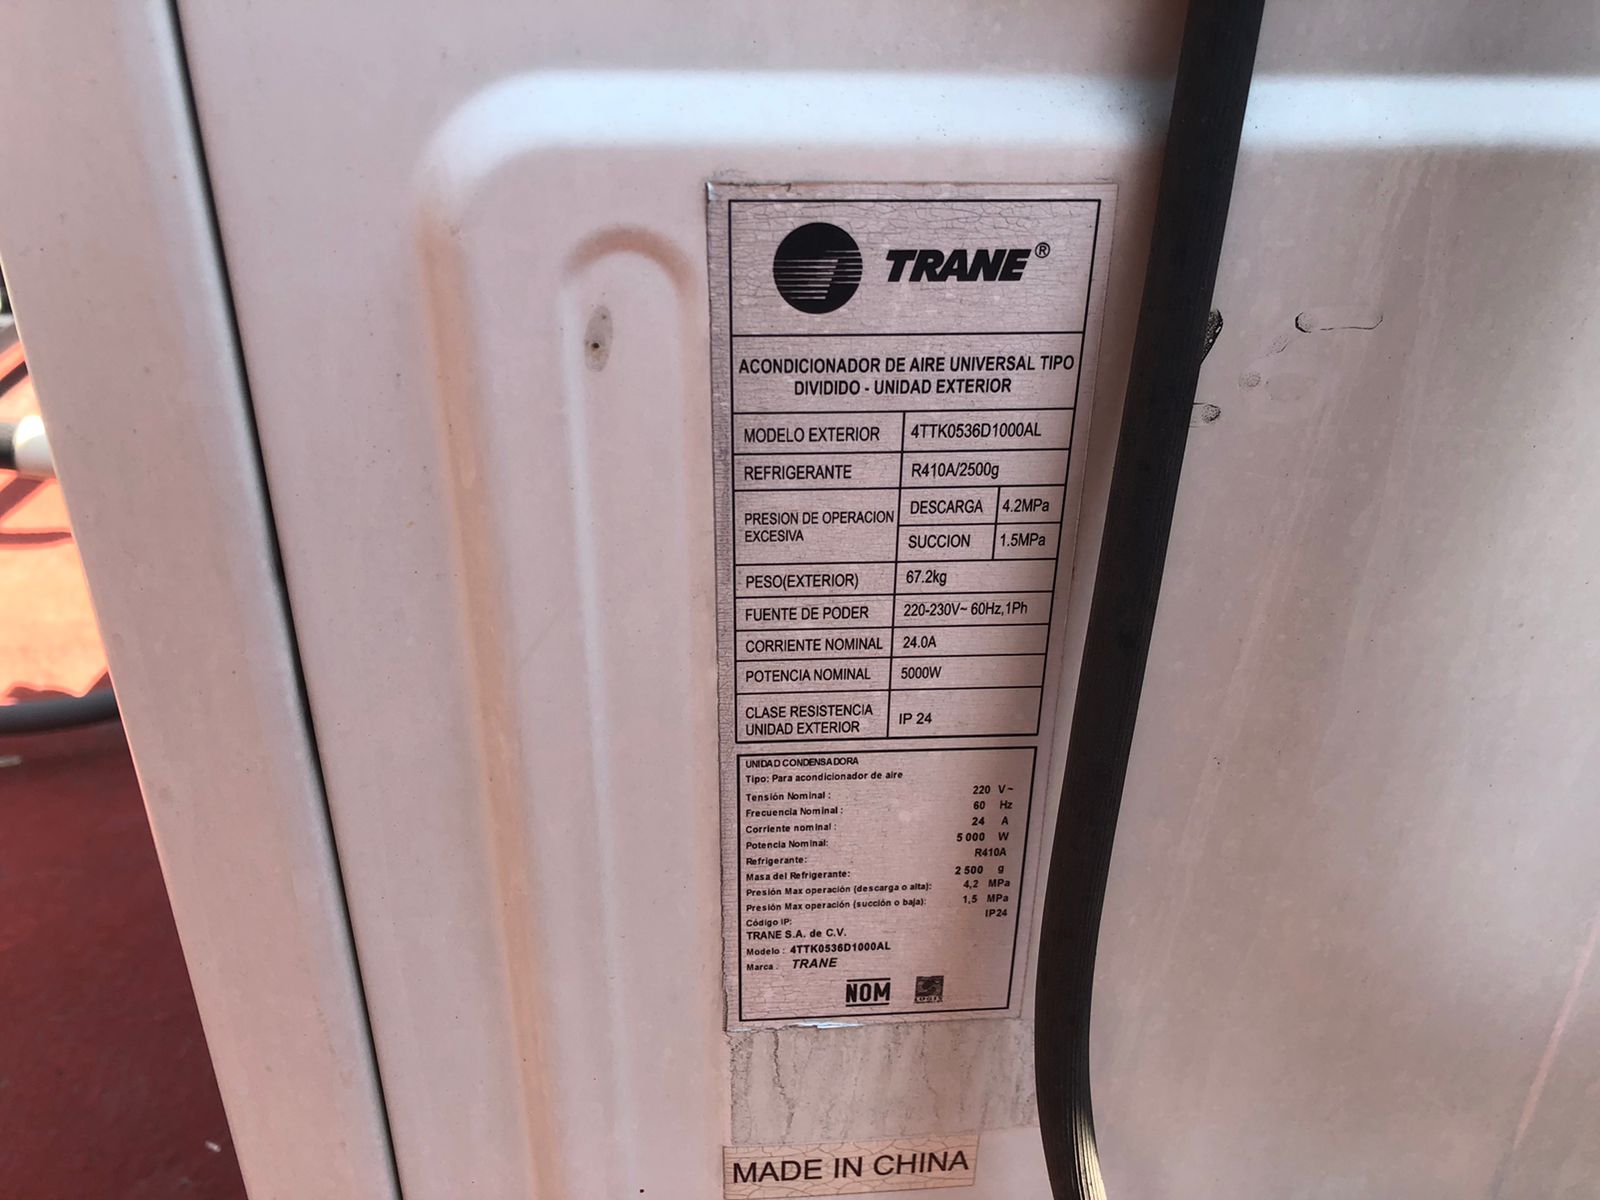 TRANE®
ACONDICIONADOR DE AIRE UNIVERSAL TIPO
DIVIDIDO - UNIDAD EXTERIOR
MODELO EXTERIOR 4TTK0536D1000AL
REFRIGERANTE R410A/2500g
PRESION DE OPERACION EXCESIVA DESCARGA 4.2MPa
SUCCION 1.5MPa
PESO(EXTERIOR) 67.2kg
FUENTE DE PODER 220-230V~ 60Hz,1Ph
CORRIENTE NOMINAL 24.0A
POTENCIA NOMINAL 5000W
CLASE RESISTENCIA
UNIDAD EXTERIOR IP 24
UNIDAD CONDENSADORA
Tipo: Para acondicionador de aire
Tensión Nominal : 220 V~
Frecuencia Nominal : 60 Hz
Corriente nominal : 24 A
Potencia Nominal: 5 000 W
Refrigerante: R410A
Masa del Refrigerante: 2 500 g
Presión Max operación (descarga o alta): 4,2 MPa
Presión Max operación (succión o baja): 1,5 MPa
Código IP: IP24
TRANE S.A. de C.V.
Modelo : 4TTK0536D1000AL
Marca : TRANE
NOM
LOGIS
MADE IN CHINA